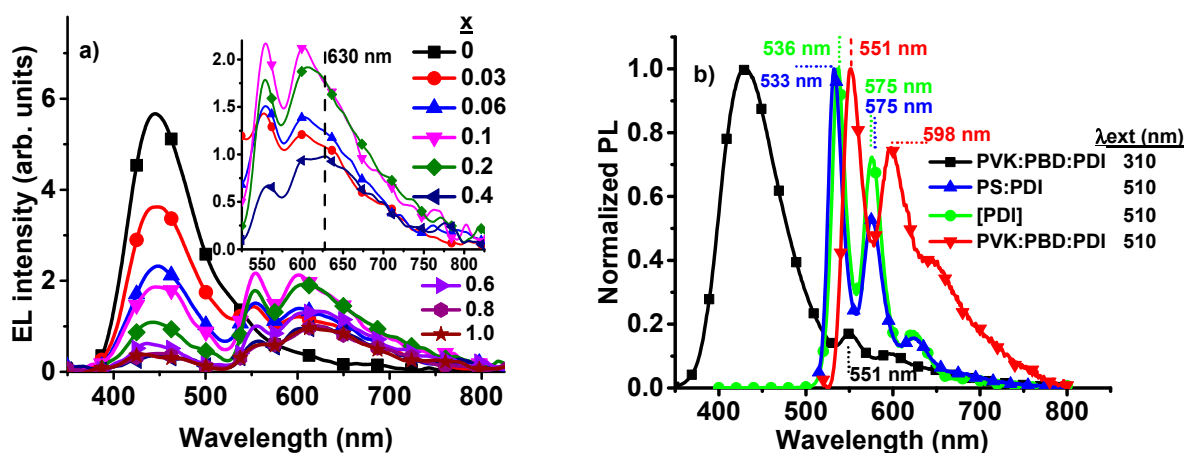 a)
EL intensity (arb. units)
6
4
2
0
400
500
600
700
800
Wavelength (nm)
x
0
0.03
0.06
0.1
0.2
0.4
0.6
0.8
1.0
630 nm
2.0
1.5
1.0
0.5
0.0
550 600 650 700 750 800
b)
Normalized PL
1.0
0.8
0.6
0.4
0.2
0.0
400 500 600 700 800
Wavelength (nm)
536 nm
551 nm
533 nm
575 nm
575 nm
598 nm
551 nm
λext (nm)
PVK:PBD:PDI 310
PS:PDI 510
[PDI] 510
PVK:PBD:PDI 510